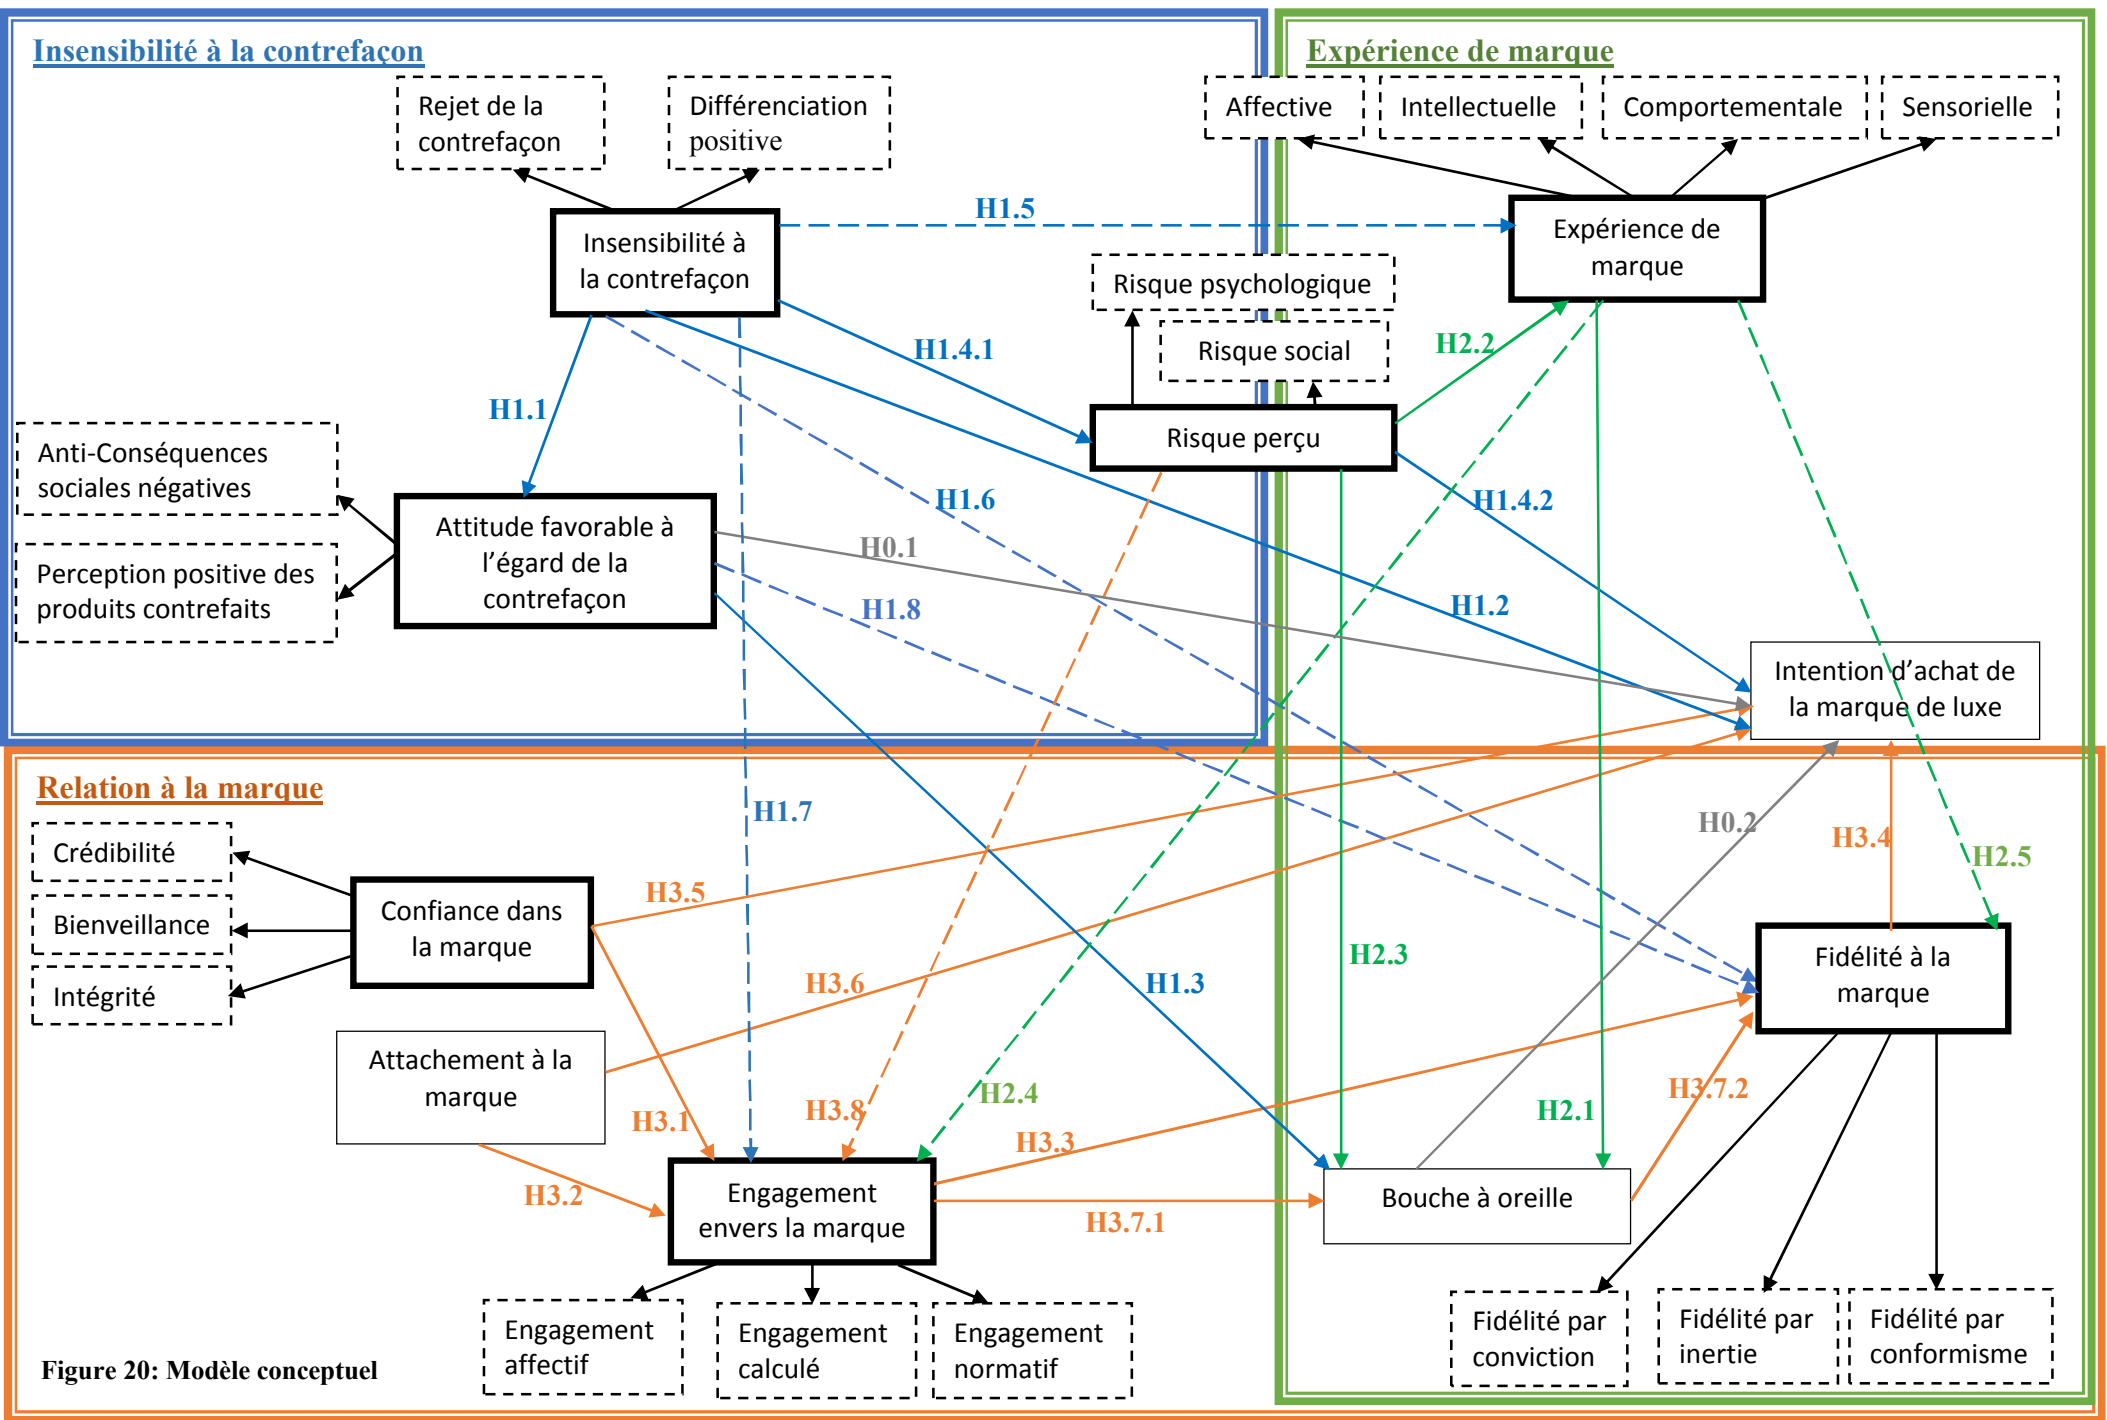 Insensibilité à la contrefaçon
Expérience de marque
Rejet de la
contrefaçon
Différenciation
positive
Affective
Intellectuelle
Comportementale
Sensorielle
H1.5
Insensibilité à
la contrefaçon
Expérience de
marque
Risque psychologique
Risque social
H1.4.1
H2.2
H1.1
Risque perçu
Anti-Conséquences
sociales négatives
H1.6
H1.4.2
Attitude favorable à
l’égard de la
contrefaçon
H0.1
Perception positive des
produits contrefaits
H1.8
H1.2
Intention d’achat de
la marque de luxe
Relation à la marque
H1.7
H0.2
H3.4
H2.5
Crédibilité
Bienveillance
Intégrité
Confiance dans
la marque
H3.5
H3.6
H1.3
H2.3
Fidélité à la
marque
Attachement à la
marque
H3.1
H3.8
H2.4
H3.3
H2.1
H3.7.2
H3.2
Engagement
envers la marque
H3.7.1
Bouche à oreille
Engagement
affectif
Engagement
calculé
Engagement
normatif
Fidélité par
conviction
Fidélité par
inertie
Fidélité par
conformisme
Figure 20: Modèle conceptuel